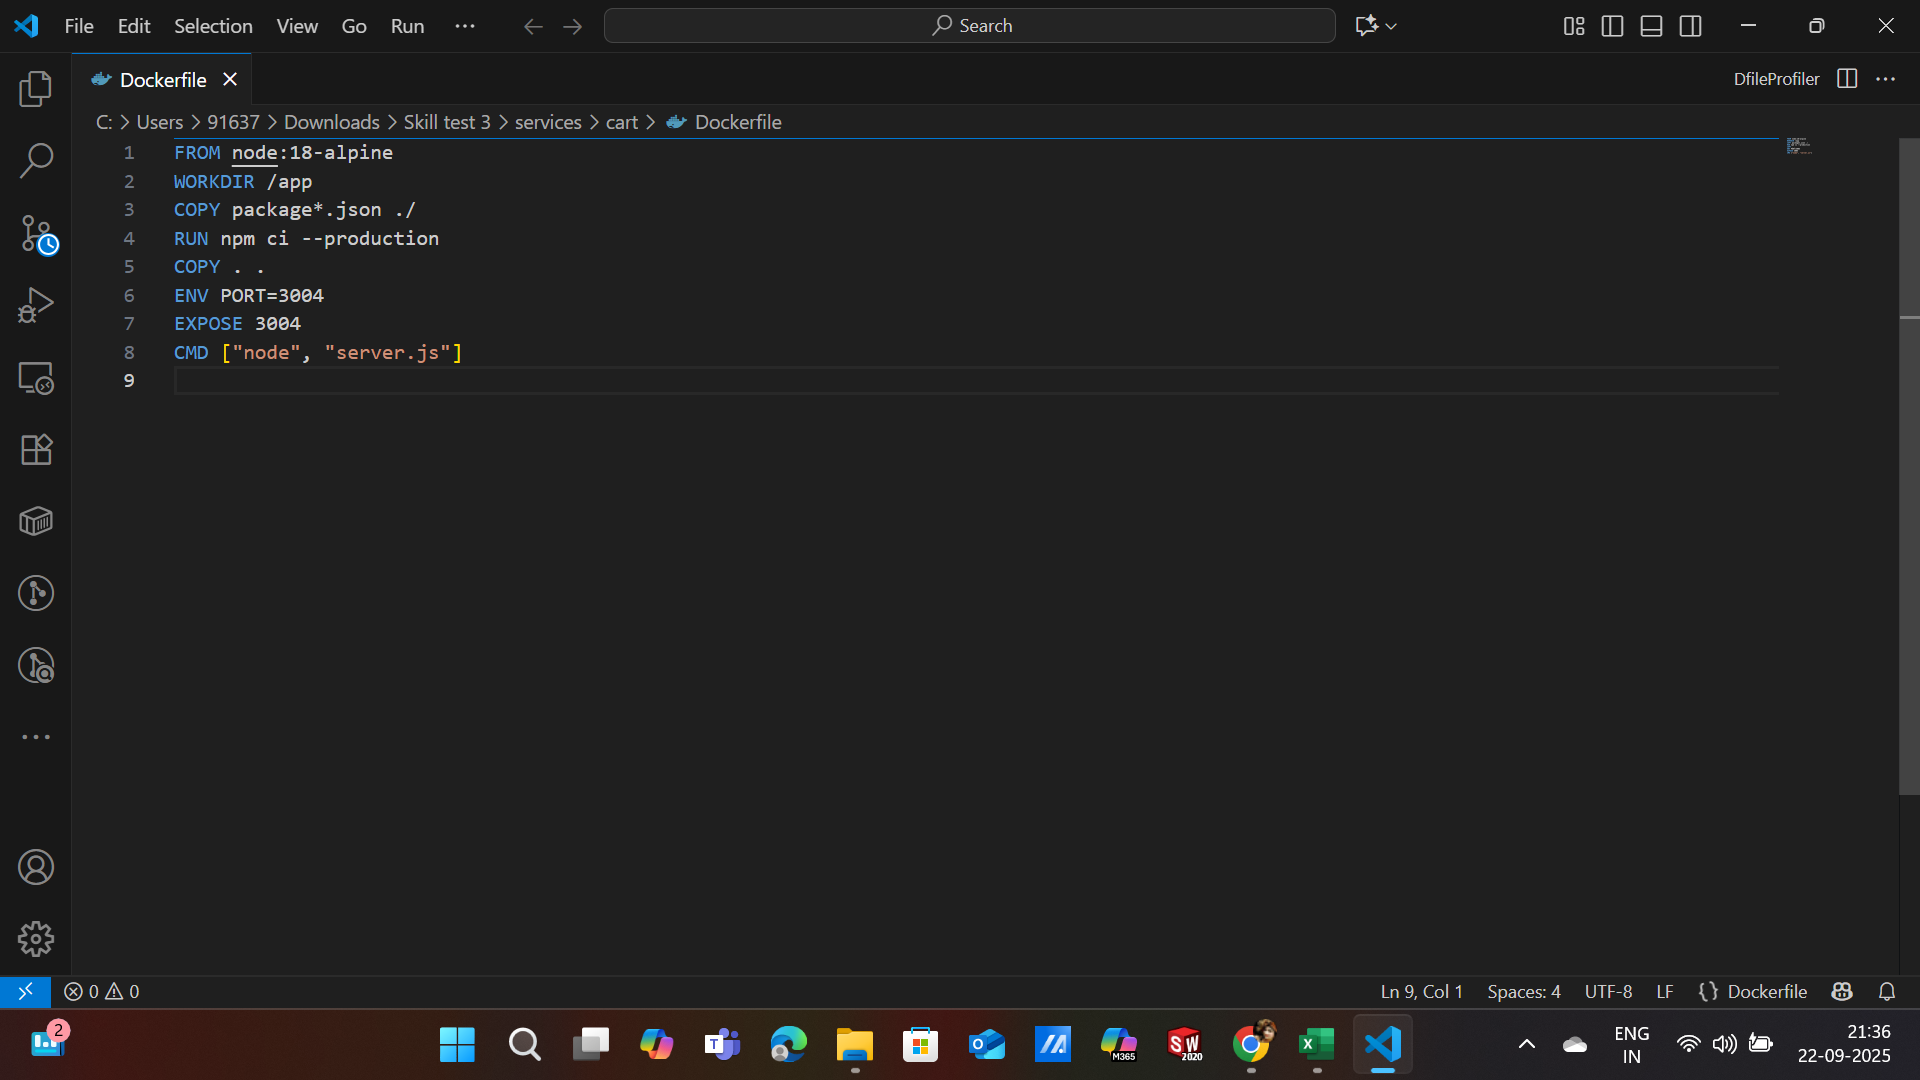 File Edit Selection View Go Run ··· Search
Dockerfile DfileProfiler
C: > Users > 91637 > Downloads > Skill test 3 > services > cart > Dockerfile
1 FROM node:18-alpine
2 WORKDIR /app
3 COPY package*.json ./
4 RUN npm ci --production
5 COPY . .
6 ENV PORT=3004
7 EXPOSE 3004
8 CMD ["node", "server.js"]
9
0 0 Ln 9, Col 1 Spaces: 4 UTF-8 LF {} Dockerfile
2 T M365 SW 2020 X ENG 21:36
IN 22-09-2025